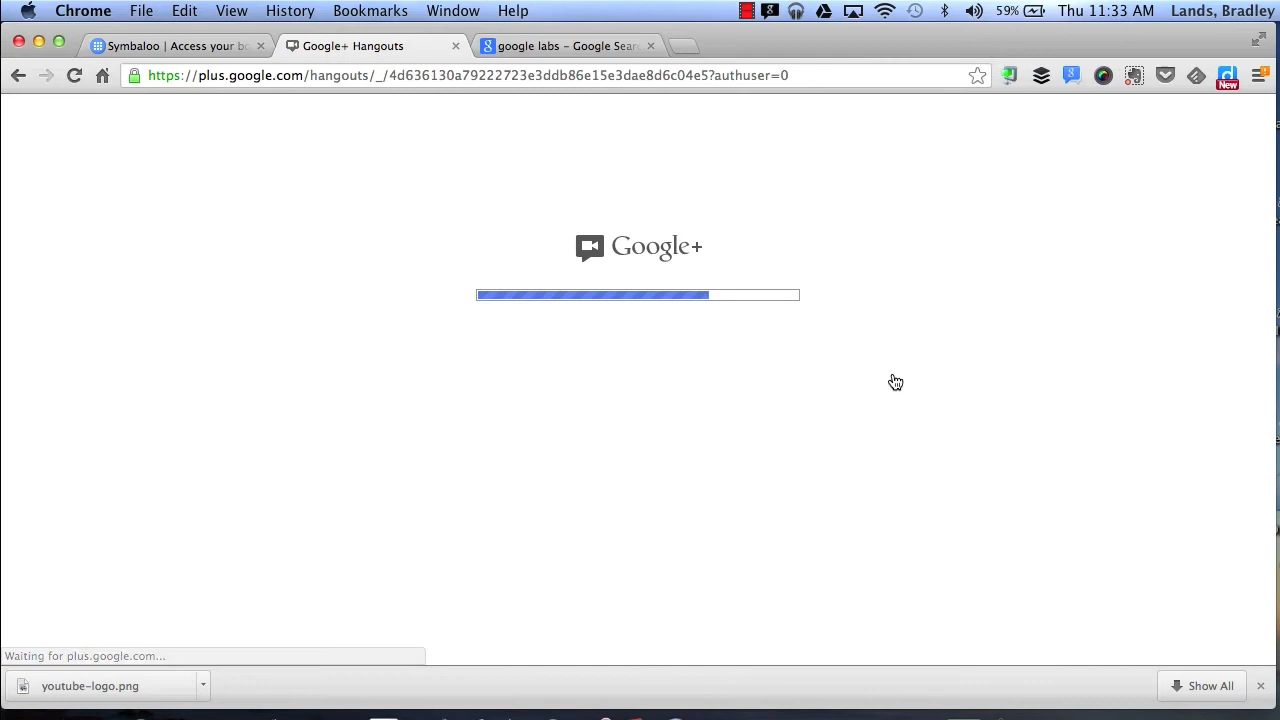 Chrome File Edit View History Bookmarks Window Help 59% Thu 11:33 AM Lands, Bradley
Symbaloo | Access your bo Google+ Hangouts google labs – Google Sear
https://plus.google.com/hangouts/_/4d636130a79222723e3ddb86e15e3dae8d6c04e5?authuser=0
New
Google+
Waiting for plus.google.com...
youtube-logo.png Show All